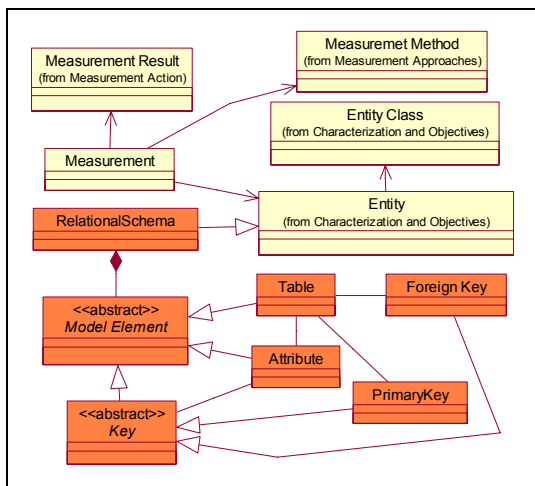 Measurement Result
(from Measurement Action)
Measuremet Method
(from Measurement Approaches)
Entity Class
(from Characterization and Objectives)
Measurement
Entity
(from Characterization and Objectives)
RelationalSchema
Table
Foreign Key
<<abstract>>
Model Element
Attribute
PrimaryKey
<<abstract>>
Key